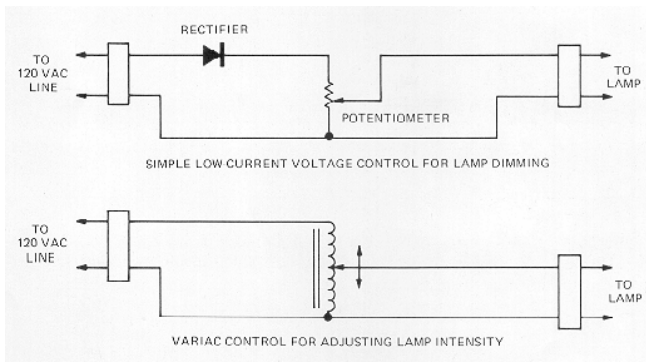 RECTIFIER
TO
120 VAC
LINE
TO
LAMP
POTENTIOMETER
SIMPLE LOW CURRENT VOLTAGE CONTROL FOR LAMP DIMMING
TO
120 VAC
LINE
TO
LAMP
VARIAC CONTROL FOR ADJUSTING LAMP INTENSITY